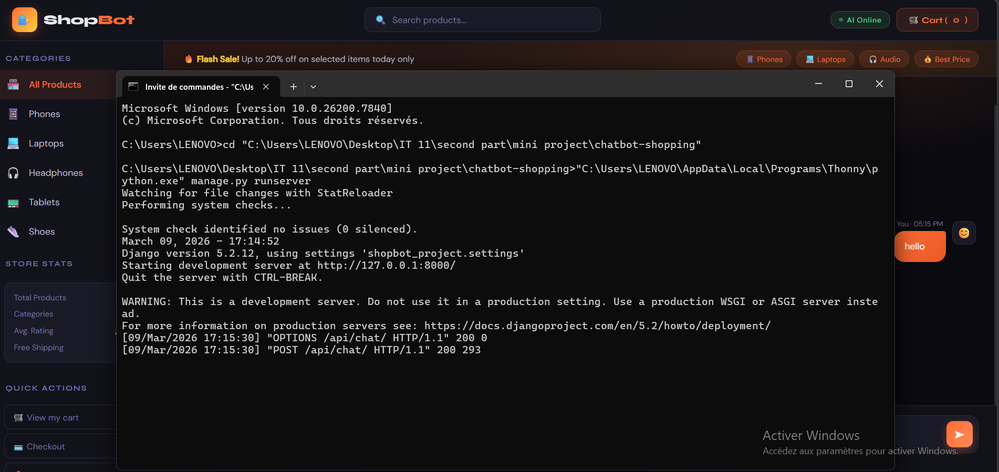 ShopBot
Search products...
AI Online
Cart ( 0 )
CATEGORIES
All Products
Phones
Laptops
Headphones
Tablets
Shoes
STORE STATS
Total Products
Categories
Avg. Rating
Free Shipping
QUICK ACTIONS
View my cart
Checkout
Flash Sale! Up to 20% off on selected items today only
Phones
Laptops
Audio
Best Price
Invite de commandes - "C:\Us
Microsoft Windows [version 10.0.26200.7840]
(c) Microsoft Corporation. Tous droits réservés.
C:\Users\LENOVO>cd "C:\Users\LENOVO\Desktop\IT 11\second part\mini project\chatbot-shopping"
C:\Users\LENOVO\Desktop\IT 11\second part\mini project\chatbot-shopping>"C:\Users\LENOVO\AppData\Local\Programs\Thonny\p
ython.exe" manage.py runserver
Watching for file changes with StatReloader
Performing system checks...
System check identified no issues (0 silenced).
March 09, 2026 - 17:14:52
Django version 5.2.12, using settings 'shopbot_project.settings'
Starting development server at http://127.0.0.1:8000/
Quit the server with CTRL-BREAK.
WARNING: This is a development server. Do not use it in a production setting. Use a production WSGI or ASGI server inste
ad.
For more information on production servers see: https://docs.djangoproject.com/en/5.2/howto/deployment/
[09/Mar/2026 17:15:30] "OPTIONS /api/chat/ HTTP/1.1" 200 0
[09/Mar/2026 17:15:30] "POST /api/chat/ HTTP/1.1" 200 293
You · 05:15 PM
hello
Activer Windows
Accédez aux paramètres pour activer Windows.